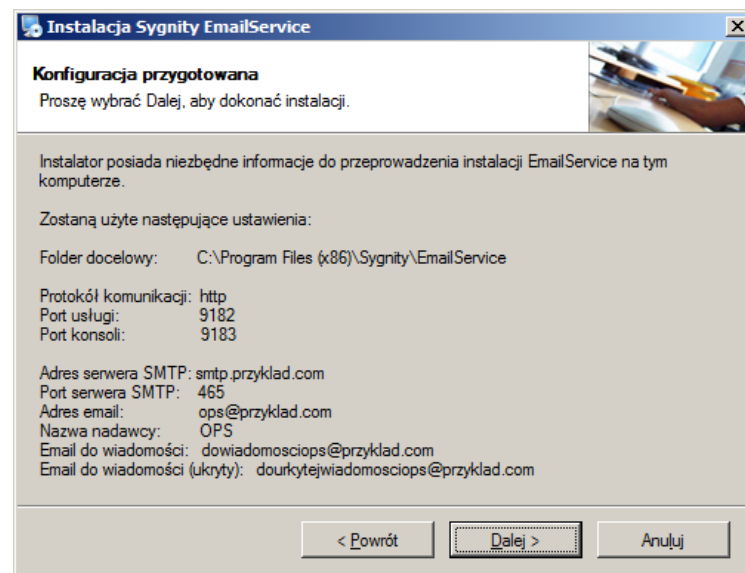 Instalacja Sygnity EmailService
Konfiguracja przygotowana
Proszę wybrać Dalej, aby dokonać instalacji.
Instalator posiada niezbędne informacje do przeprowadzenia instalacji EmailService na tym
komputerze.
Zostaną użyte następujące ustawienia:
Folder docelowy: C:\Program Files (x86)\Sygnity\EmailService
Protokół komunikacji: http
Port usługi: 9182
Port konsoli: 9183
Adres serwera SMTP: smtp.przyklad.com
Port serwera SMTP: 465
Adres email: ops@przyklad.com
Nazwa nadawcy: OPS
Email do wiadomości: dowiadomosciops@przyklad.com
Email do wiadomości (ukryty): dourkytejwiadomosciops@przyklad.com
< Powrót Dalej > Anuluj